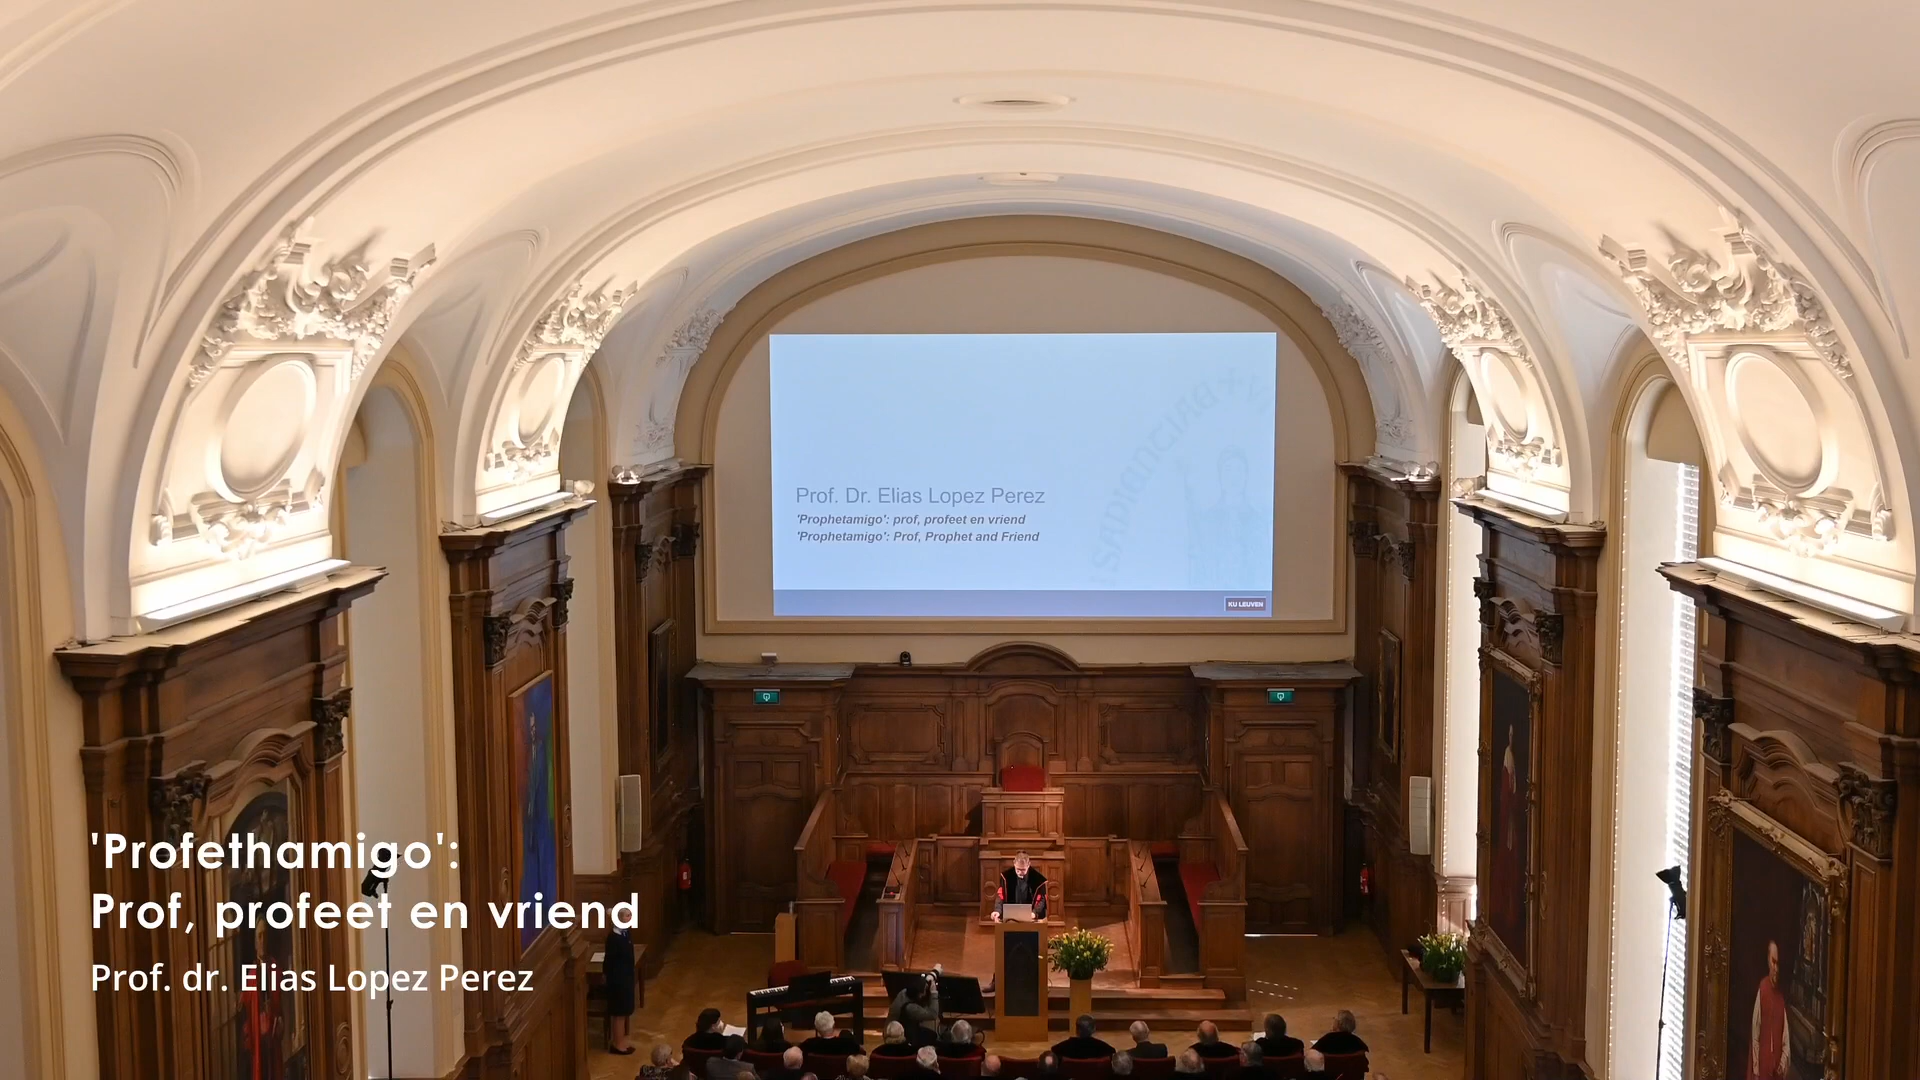 Prof. Dr. Elias Lopez Perez
'Prophetamigo': prof, profeet en vriend
'Prophetamigo': Prof, Prophet and Friend
KU LEUVEN
'Profethamigo':
Prof, profeet en vriend
Prof. dr. Elias Lopez Perez